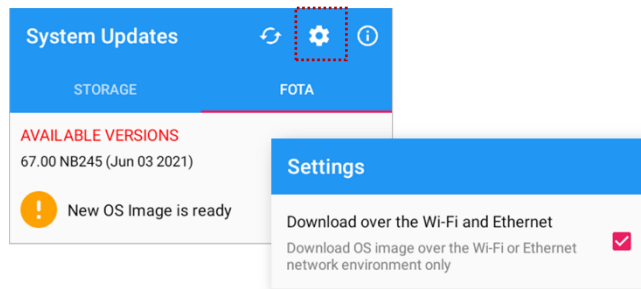 System Updates
STORAGE
FOTA
AVAILABLE VERSIONS
67.00 NB245 (Jun 03 2021)
New OS Image is ready
Settings
Download over the Wi-Fi and Ethernet
Download OS image over the Wi-Fi or Ethernet
network environment only